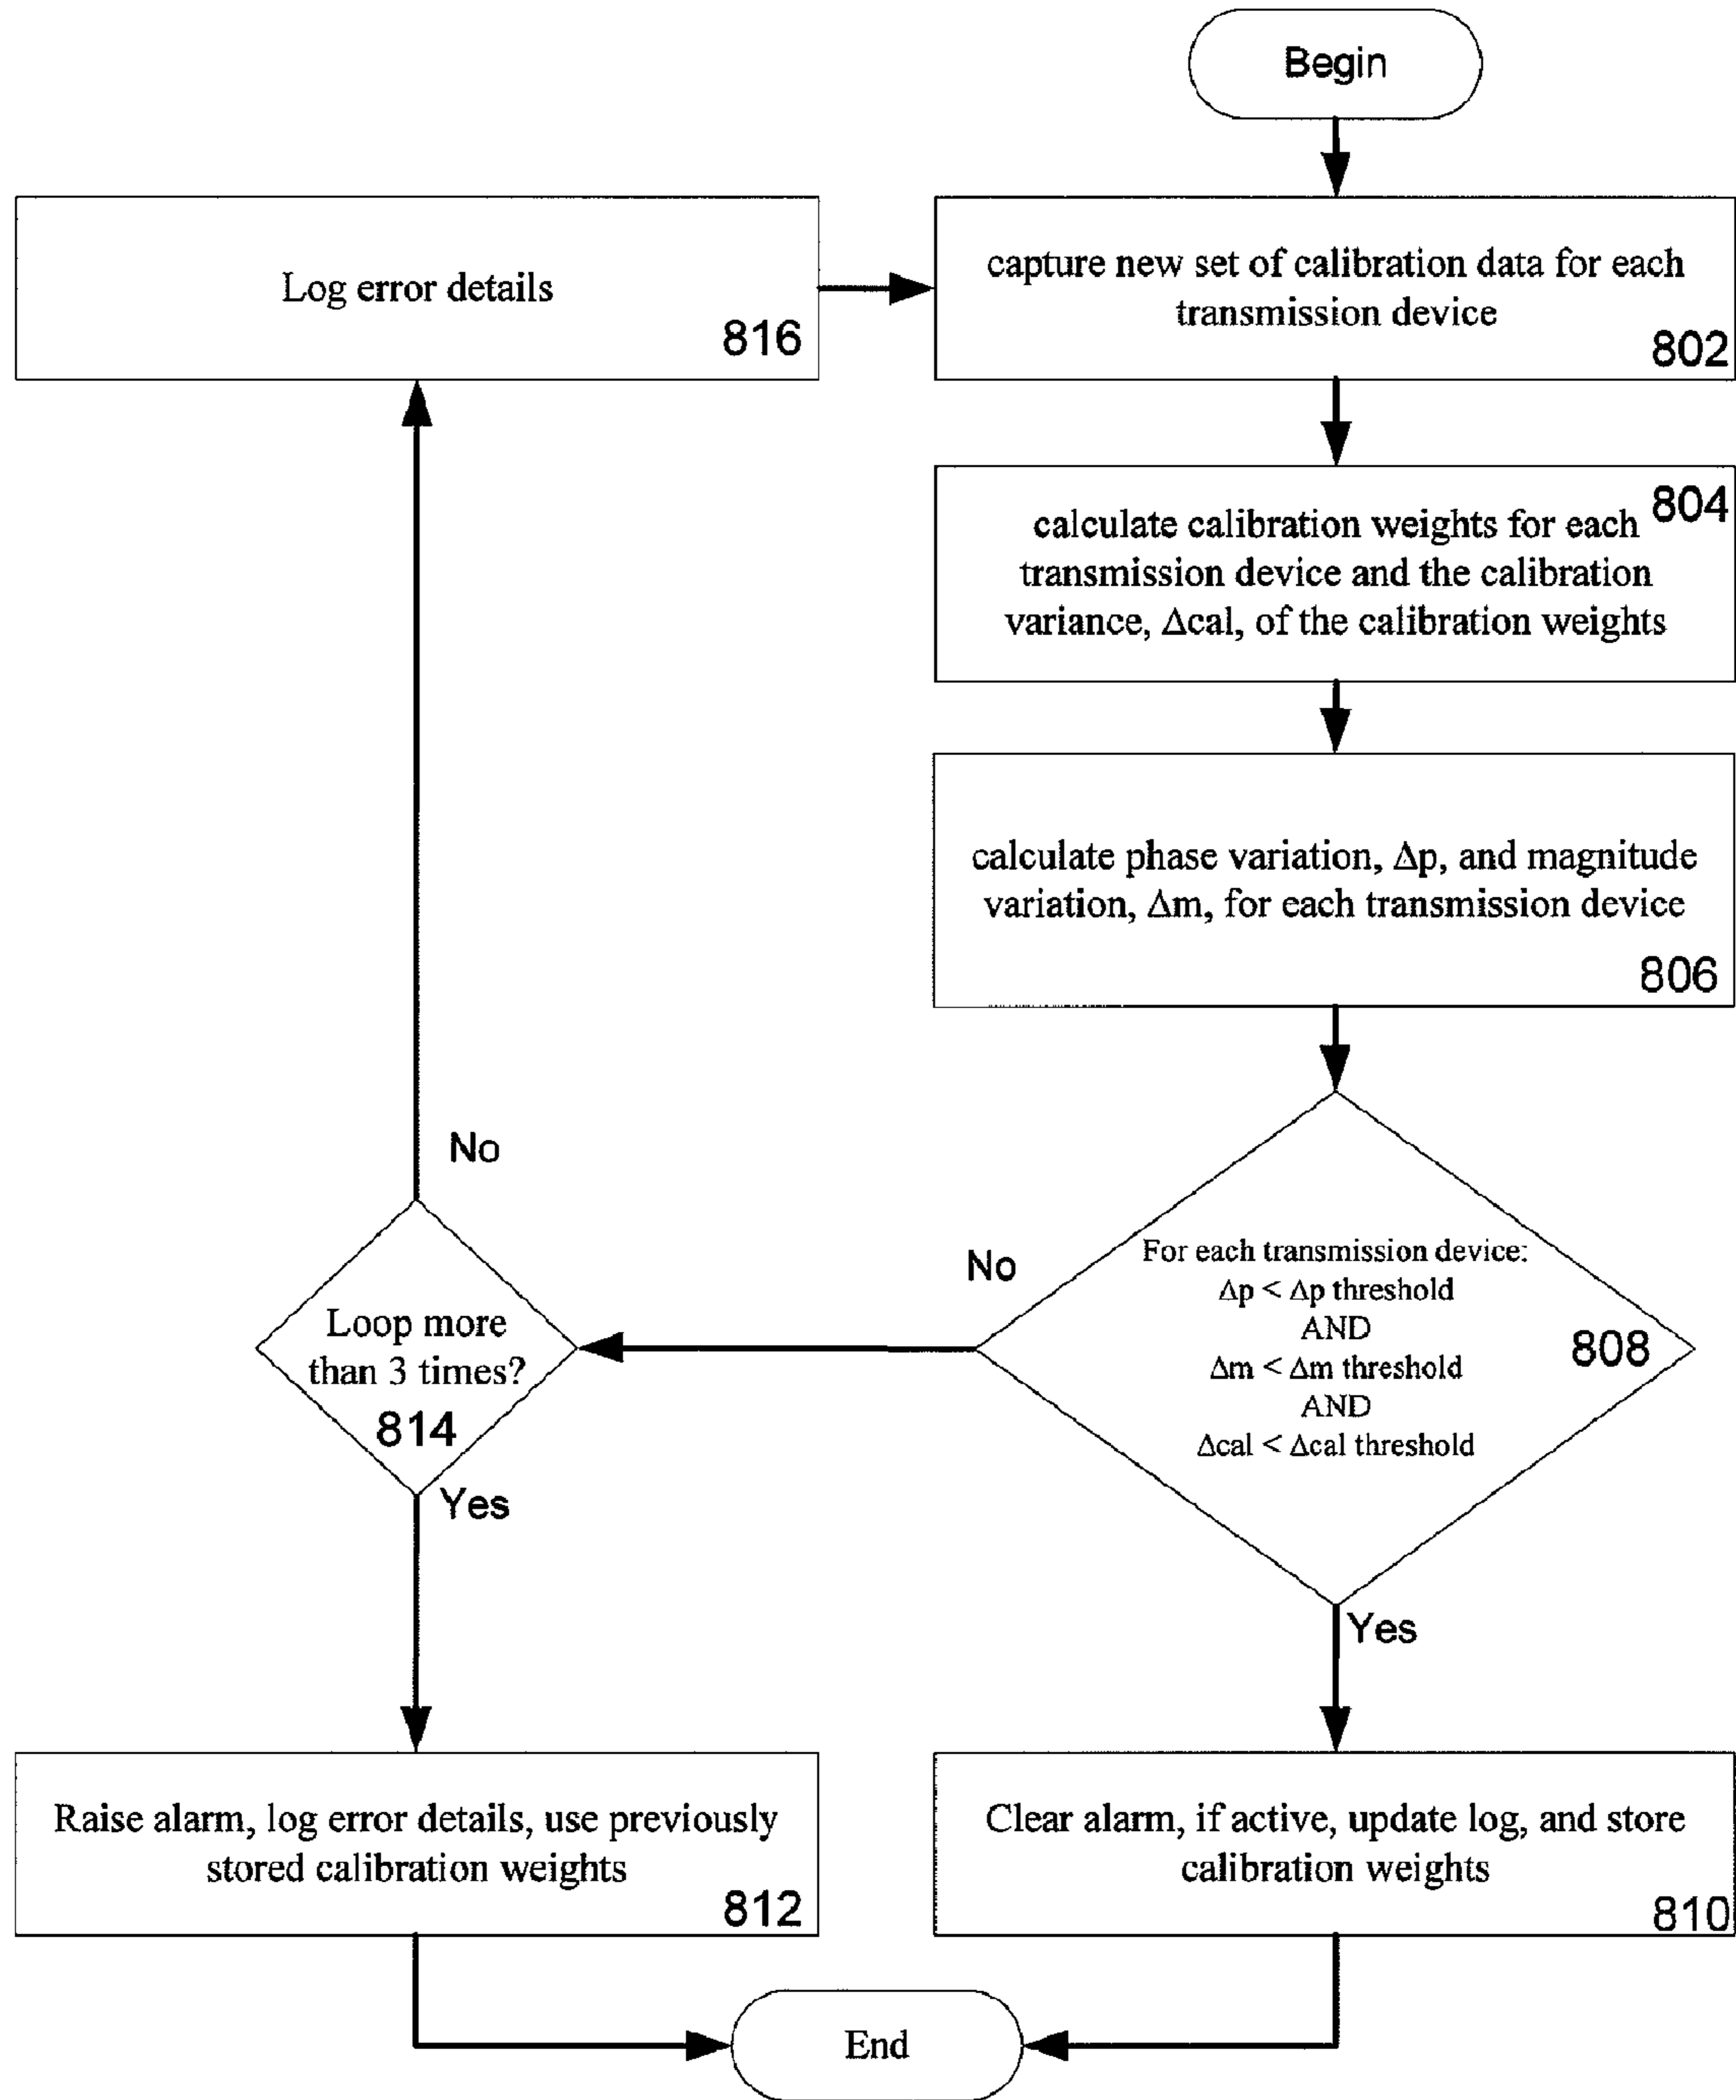 Begin
Log error details
816
capture new set of calibration data for each
transmission device
802
804
calculate calibration weights for each
transmission device and the calibration
variance, Δcal, of the calibration weights
calculate phase variation, Δp, and magnitude
variation, Δm, for each transmission device
806
No
For each transmission device:
Δp < Δp threshold
AND
Δm < Δm threshold
AND
Δcal < Δcal threshold
808
No
Loop more
than 3 times?
814
Yes
Yes
Raise alarm, log error details, use previously
stored calibration weights
812
Clear alarm, if active, update log, and store
calibration weights
810
End